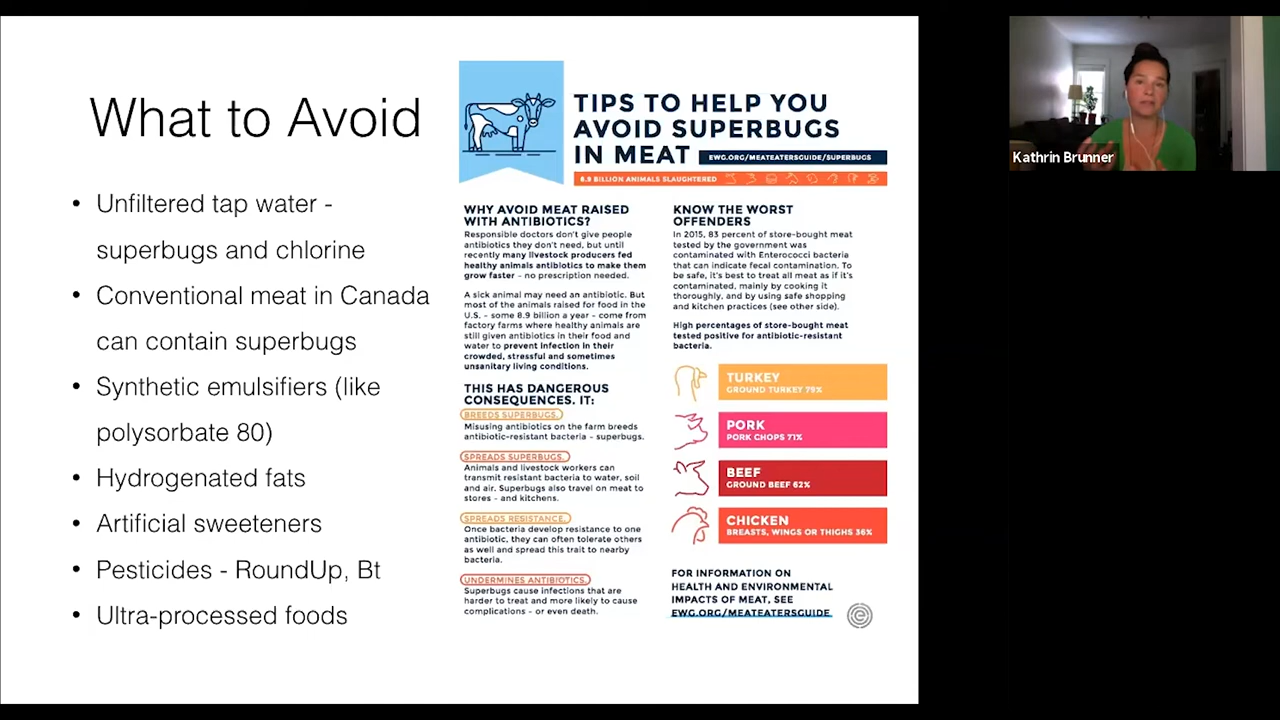 What to Avoid
• Unfiltered tap water -
superbugs and chlorine
• Conventional meat in Canada
can contain superbugs
• Synthetic emulsifiers (like
polysorbate 80)
• Hydrogenated fats
• Artificial sweeteners
• Pesticides - RoundUp, Bt
• Ultra-processed foods
TIPS TO HELP YOU
AVOID SUPERBUGS
IN MEAT
EWG.ORG/MEATEATERSGUIDE/SUPERBUGS
8.9 BILLION ANIMALS SLAUGHTERED
WHY AVOID MEAT RAISED
WITH ANTIBIOTICS?
Responsible doctors don't give people
antibiotics they don't need, but until
recently many livestock producers fed
healthy animals antibiotics to make them
grow faster – no prescription needed.
A sick animal may need an antibiotic. But
most of the animals raised for food in the
U.S. – some 8.9 billion a year – come from
factory farms where healthy animals are
still given antibiotics in their food and
water to prevent infection in their
crowded, stressful and sometimes
unsanitary living conditions.
THIS HAS DANGEROUS
CONSEQUENCES. IT:
BREEDS SUPERBUGS.
Misusing antibiotics on the farm breeds
antibiotic-resistant bacteria – superbugs.
SPREADS SUPERBUGS.
Animals and livestock workers can
transmit resistant bacteria to water, soil
and air. Superbugs also travel on meat to
stores – and kitchens.
SPREADS RESISTANCE.
Once bacteria develop resistance to one
antibiotic, they can often tolerate others
as well and spread this trait to nearby
bacteria.
UNDERMINES ANTIBIOTICS.
Superbugs cause infections that are
harder to treat and more likely to cause
complications – or even death.
KNOW THE WORST
OFFENDERS
In 2015, 83 percent of store-bought meat
tested by the government was
contaminated with Enterococci bacteria
that can indicate fecal contamination. To
be safe, it's best to treat all meat as if it's
contaminated, mainly by cooking it
thoroughly, and by using safe shopping
and kitchen practices (see other side).
High percentages of store-bought meat
tested positive for antibiotic-resistant
bacteria.
TURKEY
GROUND TURKEY 79%
PORK
PORK CHOPS 71%
BEEF
GROUND BEEF 62%
CHICKEN
BREASTS, WINGS OR THIGHS 36%
FOR INFORMATION ON
HEALTH AND ENVIRONMENTAL
IMPACTS OF MEAT, SEE
EWG.ORG/MEATEATERSGUIDE
Kathrin Brunner